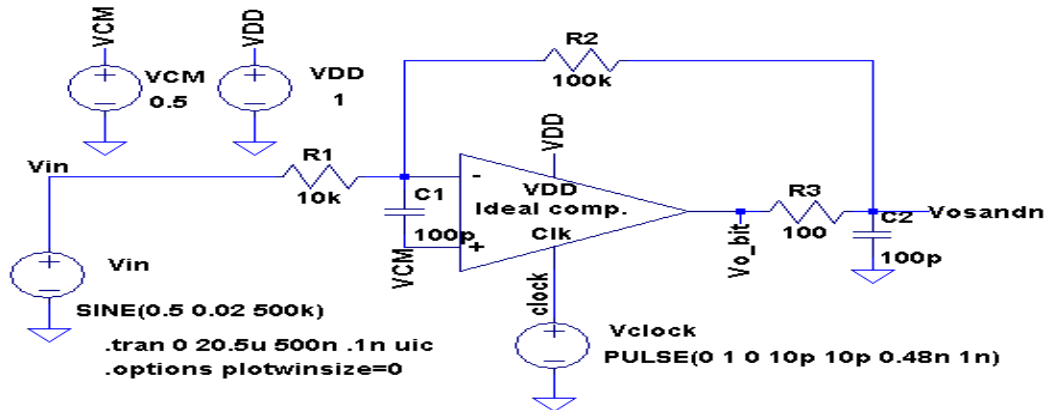 VCM
VDD
VCM
0.5
VDD
1
R2
100k
Vin
R1
10k
C1
100p
VCM
-
+
VDD
VDD
Ideal comp.
Clk
clock
Vo_bit
R3
100
C2
100p
Vosandn
Vin
SINE(0.5 0.02 500k)
Vclock
PULSE(0 1 0 10p 10p 0.48n 1n)
.tran 0 20.5u 500n .1n uic
.options plotwinsize=0